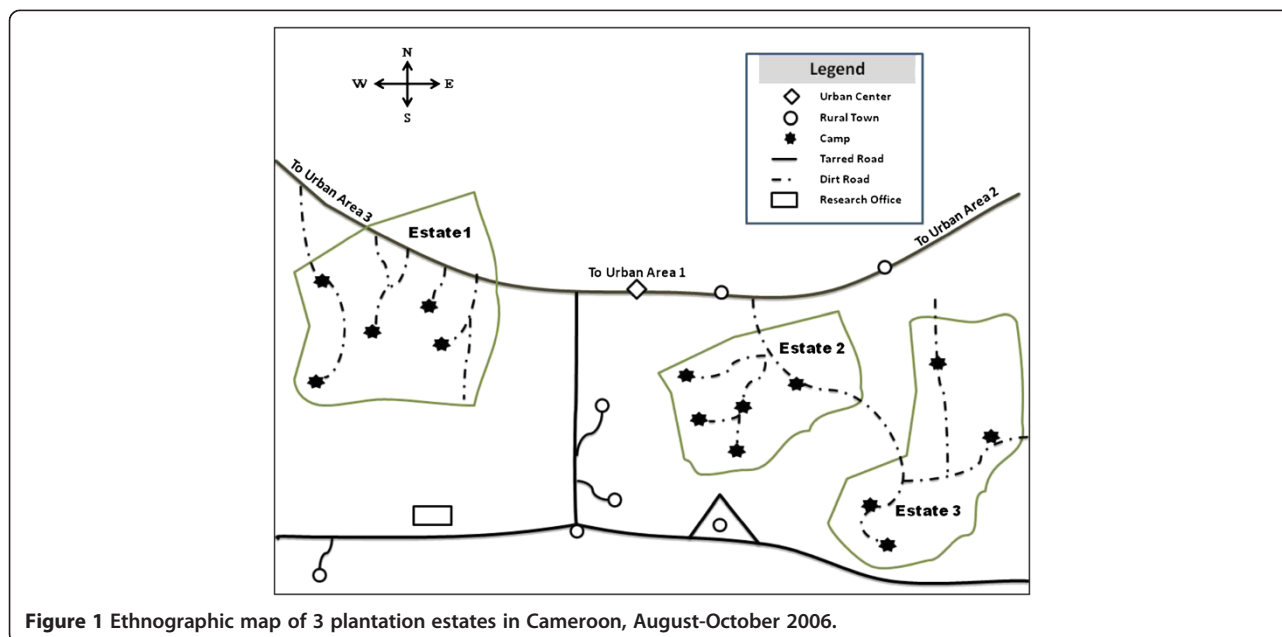 N
W E
S
Legend
Urban Center
Rural Town
Camp
Tarred Road
Dirt Road
Research Office
To Urban Area 3
Estate1
To Urban Area 2
To Urban Area 1
Estate 2
Estate 3
Figure 1 Ethnographic map of 3 plantation estates in Cameroon, August-October 2006.